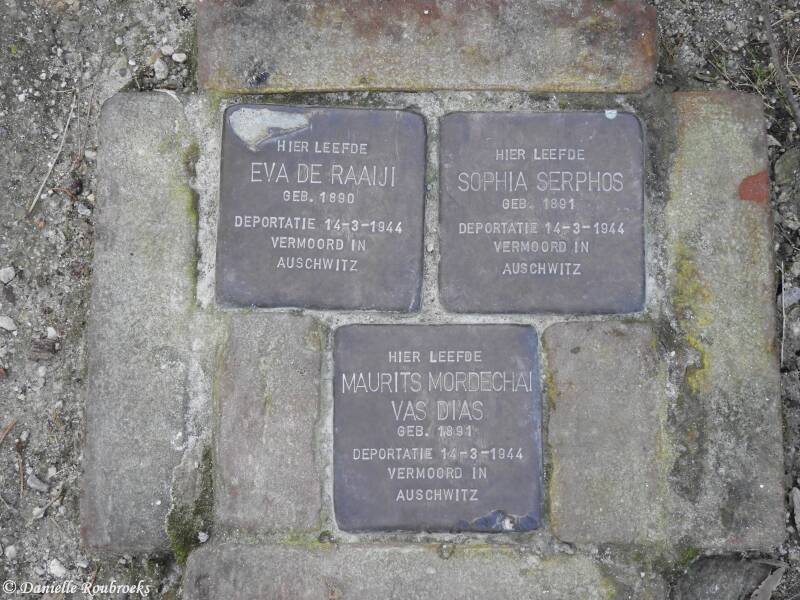 HIER LEEFDE
EVA DE RAAIJ
GEB. 1890
DEPORTATIE 14-3-1944
VERMOORD IN
AUSCHWITZ
HIER LEEFDE
SOPHIA SERPHOS
GEB. 1891
DEPORTATIE 14-3-1944
VERMOORD IN
AUSCHWITZ
HIER LEEFDE
MAURITS MORDECHAI
VAS DIAS
GEB. 1891
DEPORTATIE 14-3-1944
VERMOORD IN
AUSCHWITZ
©Danielle Roubroeks